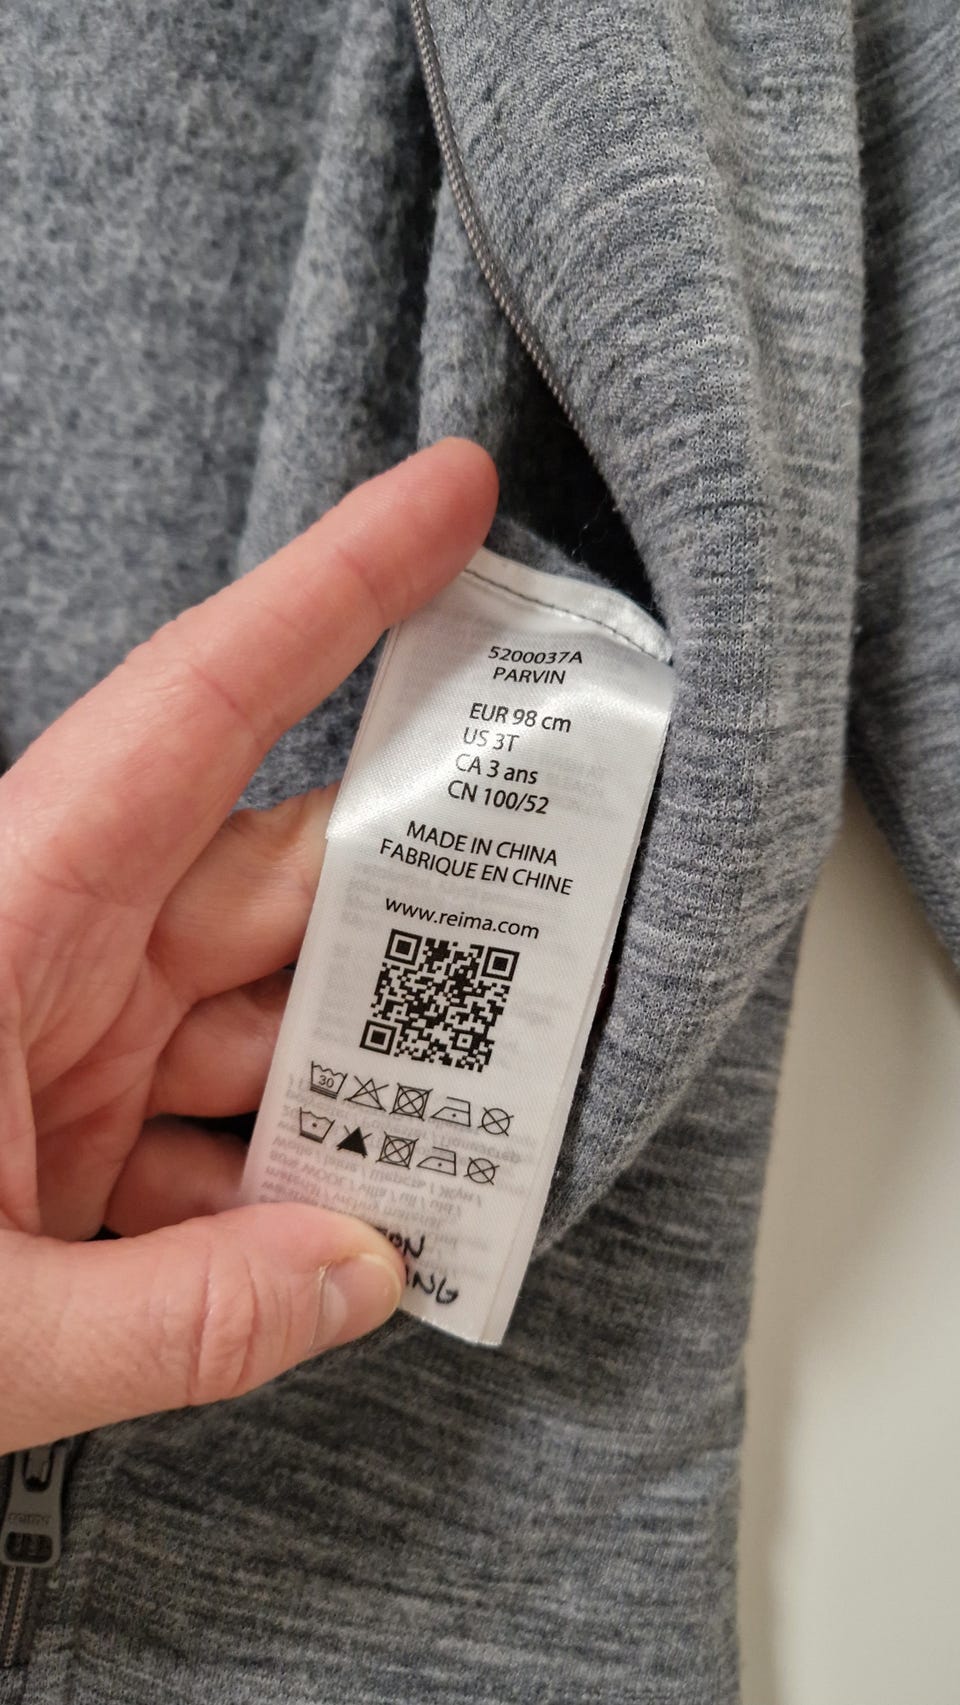 5200037A
PARVIN
EUR 98 cm
US 3T
CA 3 ans
CN 100/52
MADE IN CHINA
FABRIQUE EN CHINE
www.reima.com
30